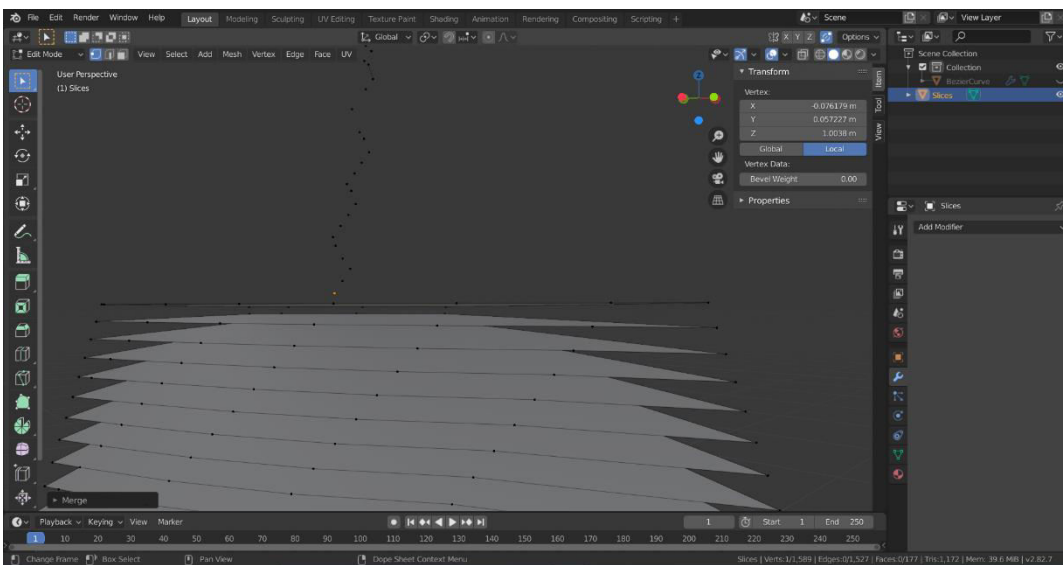 File Edit Render Window Help Layout Modeling Sculpting UV Editing Texture Paint Shading Animation Rendering Compositing Scripting + Scene View Layer
Global X Y Z Options
Edit Mode View Select Add Mesh Vertex Edge Face UV
User Perspective
(1) Slices
Transform
Vertex:
X -0.076179 m
Y 0.057227 m
Z 1.0038 m
Global Local
Vertex Data:
Bevel Weight 0.00
Properties
Item
Tool
View
Scene Collection
Collection
BezierCurve
Slices
Slices
Add Modifier
Merge
Playback Keying View Marker 1 Start 1 End 250
1 10 20 30 40 50 60 70 80 90 100 110 120 130 140 150 160 170 180 190 200 210 220 230 240 250
Change Frame Box Select Pan View Dope Sheet Context Menu Slices | Verts:1/1,589 | Edges:0/1,527 | Faces:0/177 | Tris:1,172 | Mem: 39.6 MiB | v2.82.7